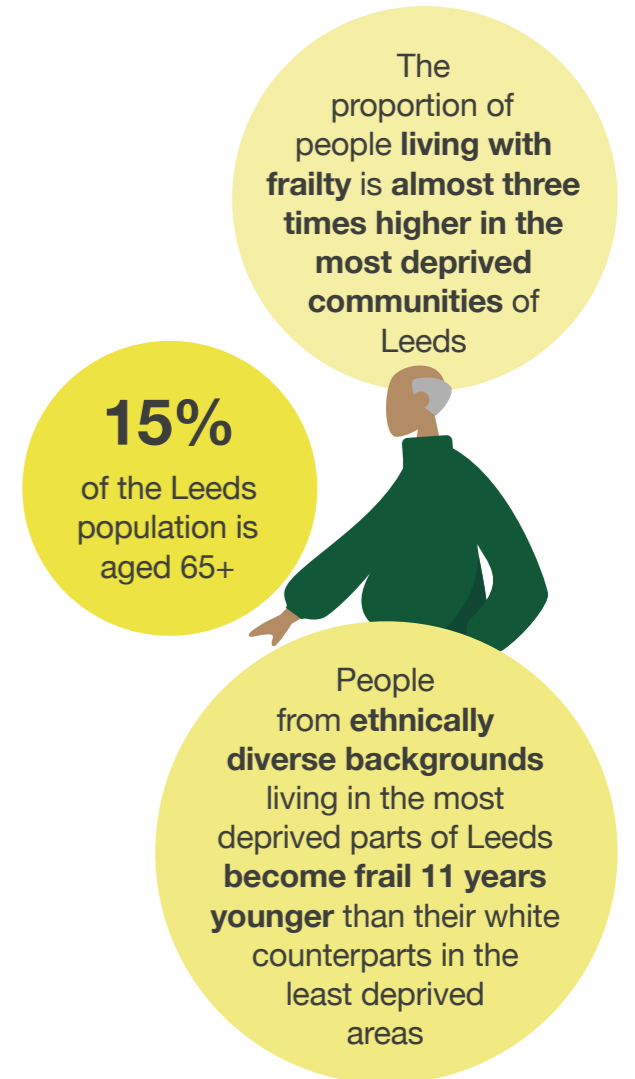 The
proportion of
people living with
frailty is almost three
times higher in the
most deprived
communities of
Leeds
15%
of the Leeds
population is
aged 65+
People
from ethnically
diverse backgrounds
living in the most
deprived parts of Leeds
become frail 11 years
younger than their white
counterparts in the
least deprived
areas